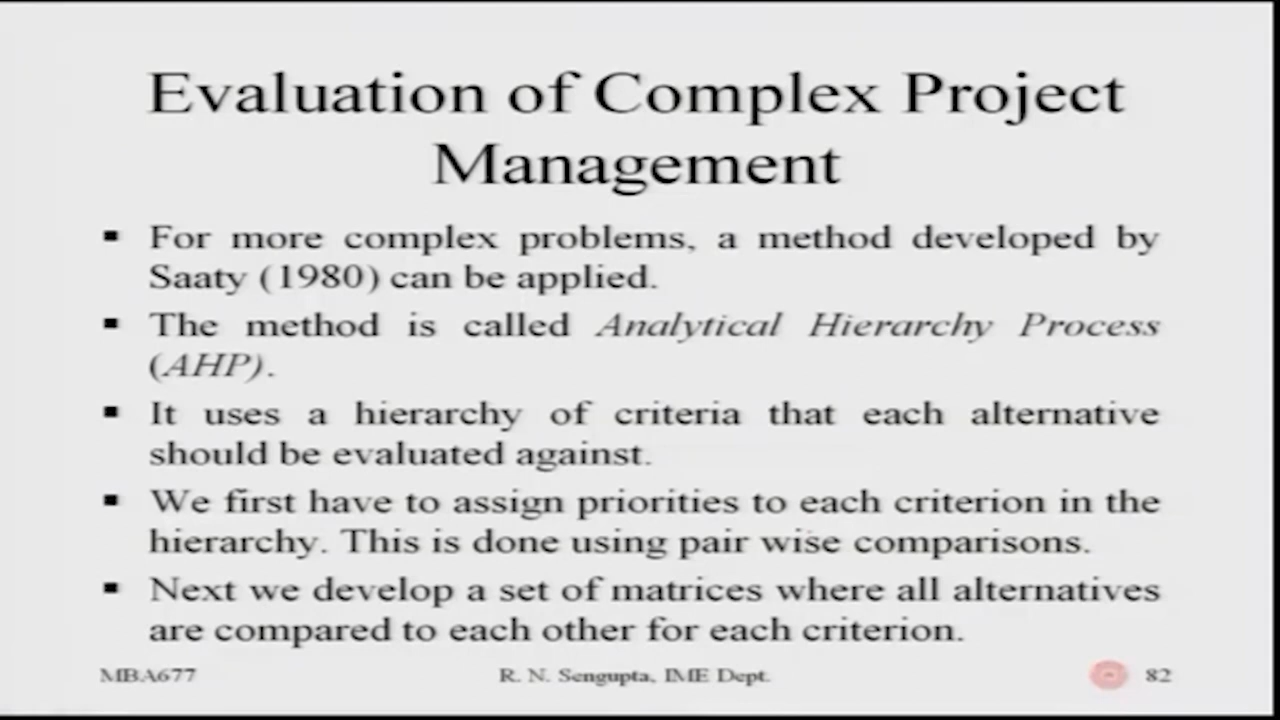 Evaluation of Complex Project
Management
▪ For more complex problems, a method developed by
Saaty (1980) can be applied.
▪ The method is called Analytical Hierarchy Process
(AHP).
▪ It uses a hierarchy of criteria that each alternative
should be evaluated against.
▪ We first have to assign priorities to each criterion in the
hierarchy. This is done using pair wise comparisons.
▪ Next we develop a set of matrices where all alternatives
are compared to each other for each criterion.
MBA677 R. N. Sengupta, IME Dept. 82